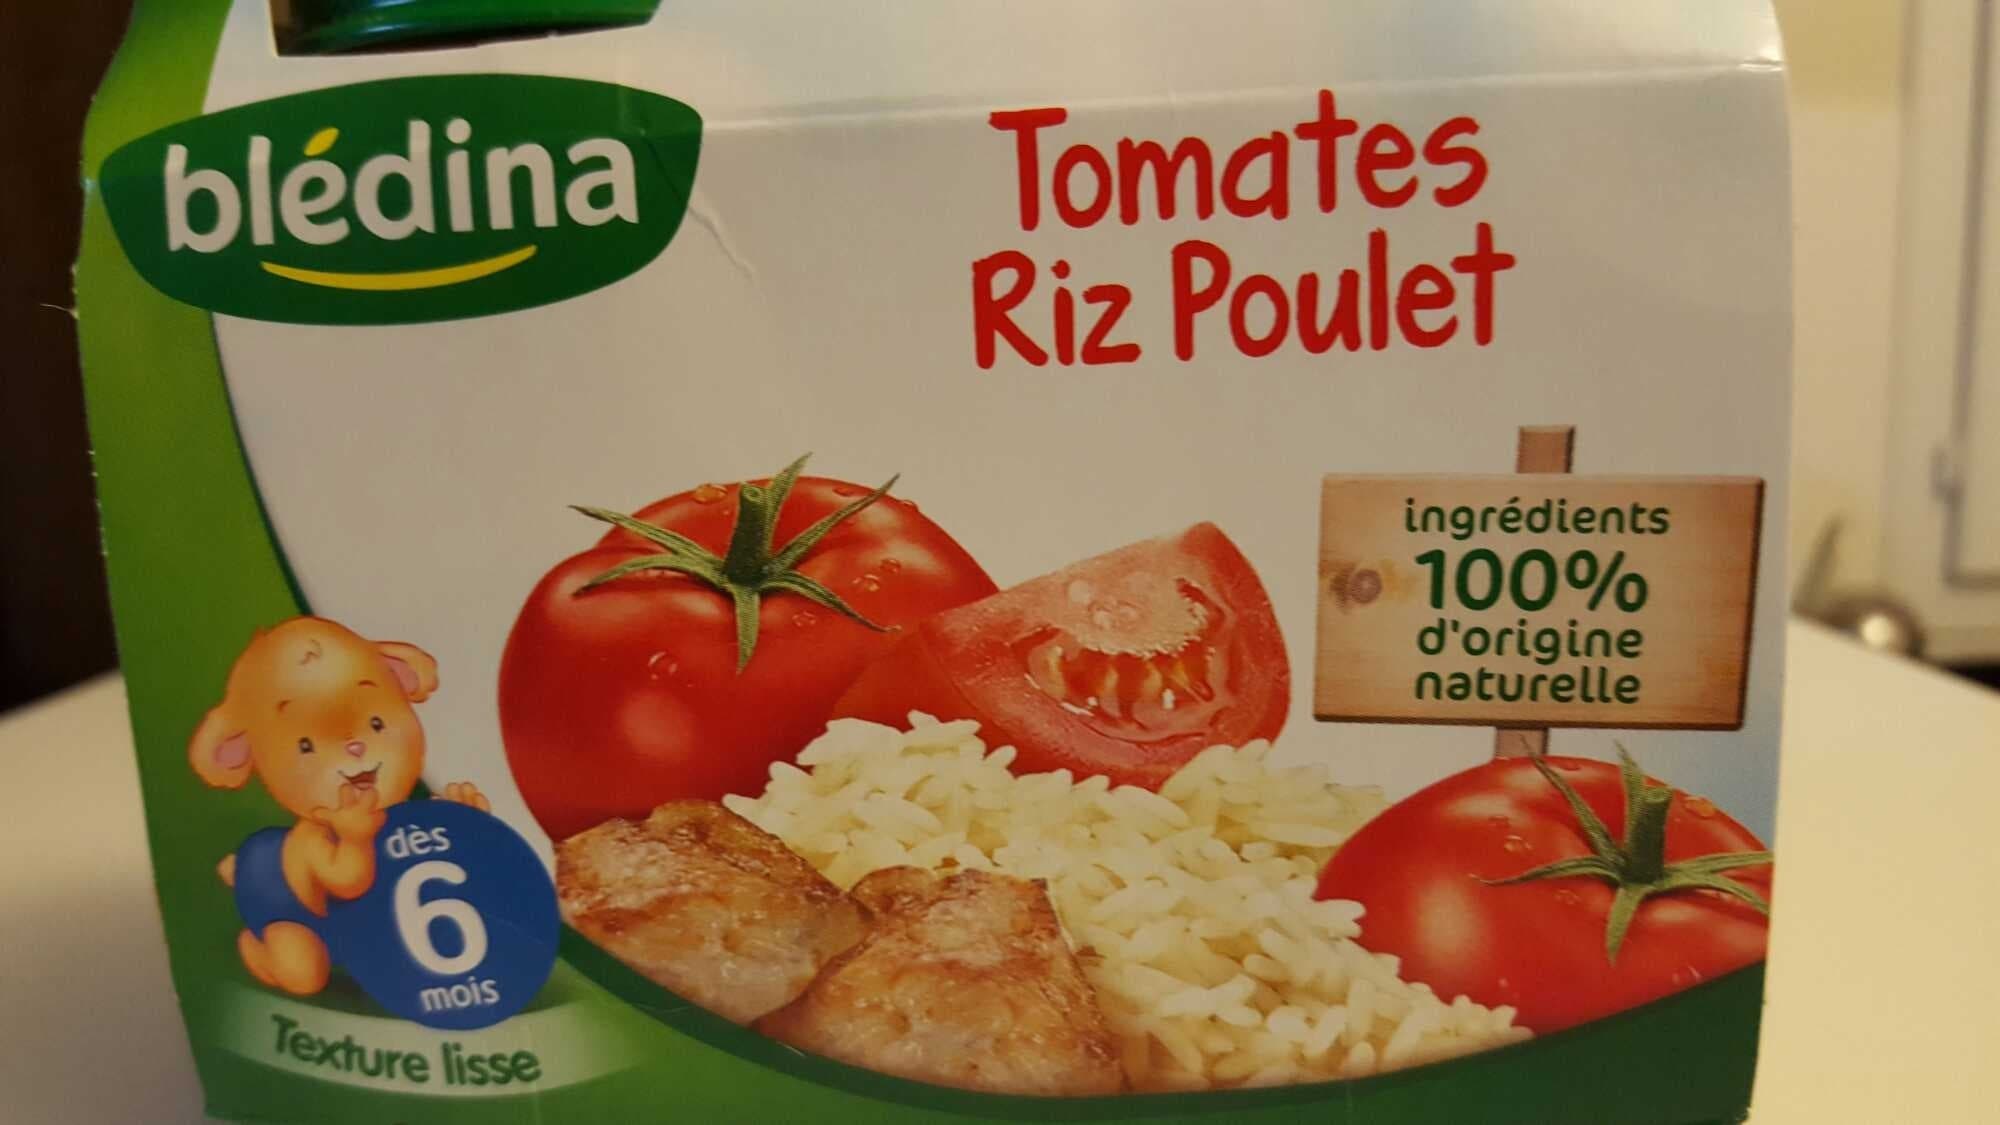 blédina
Tomates
Riz Poulet
ingrédients
100%
d'origine
naturelle
dès
6
mois
Texture lisse